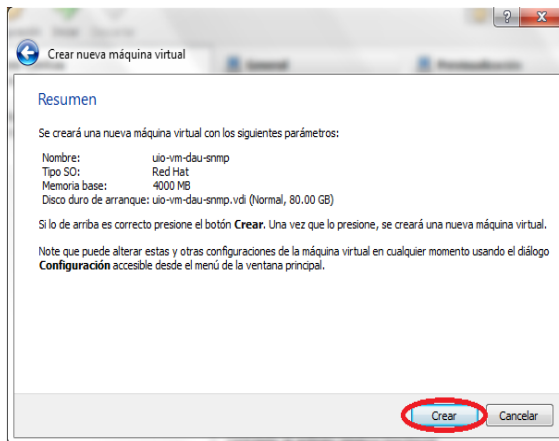 Crear nueva máquina virtual
General
Previsualización
Resumen
Se creará una nueva máquina virtual con los siguientes parámetros:
Nombre: uio-vm-dau-snmp
Tipo SO: Red Hat
Memoria base: 4000 MB
Disco duro de arranque: uio-vm-dau-snmp.vdi (Normal, 80.00 GB)
Si lo de arriba es correcto presione el botón Crear. Una vez que lo presione, se creará una nueva máquina virtual.
Note que puede alterar estas y otras configuraciones de la máquina virtual en cualquier momento usando el diálogo
Configuración accesible desde el menú de la ventana principal.
Crear Cancelar